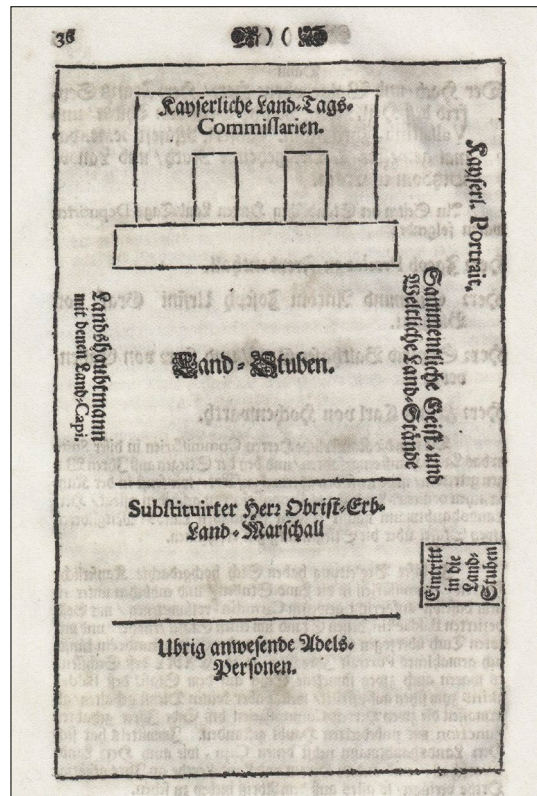 36
Kayserliche Land-Tags-
Commissarien.
Kayserl. Portrait.
Sammentliche Geist- und
Weltliche Land-Stände
Landshaubtmann
mit denen Land-Capi.
Land-Stuben.
Substituirter Herr Obrist-Erb-
Land-Marschall
Eintritt
in die
Land-
Stuben
Ubrig anwesende Adels-
Personen.